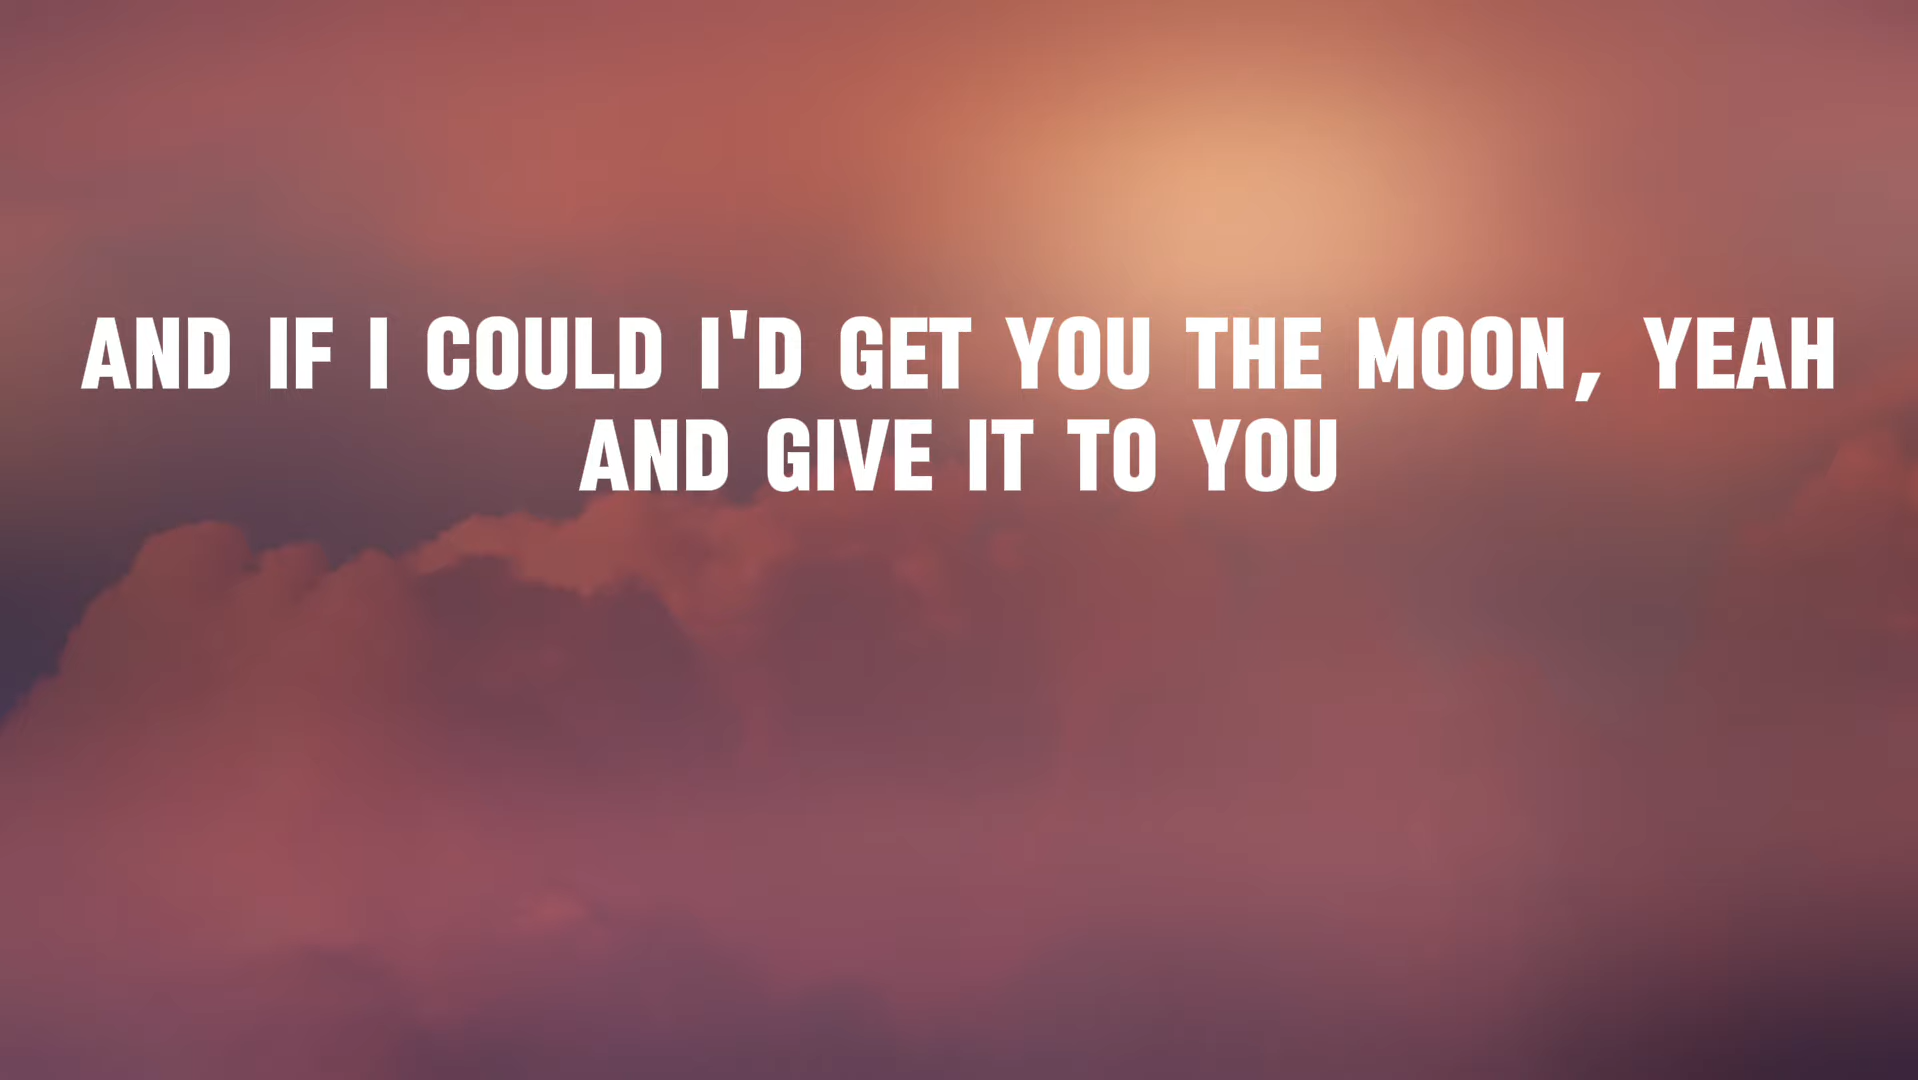 AND IF I COULD I'D GET YOU THE MOON, YEAH
AND GIVE IT TO YOU